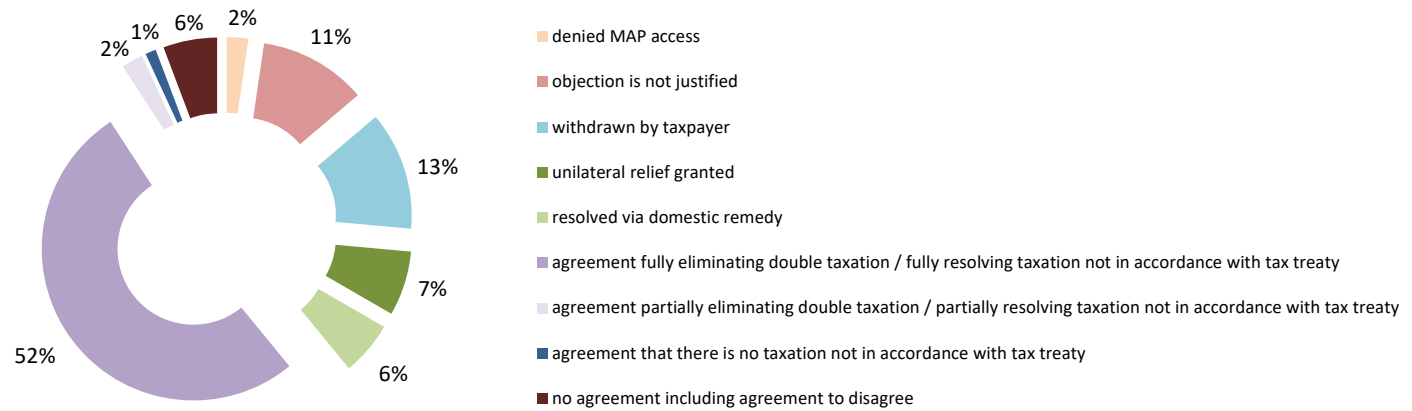 2%
11%
13%
7%
6%
52%
2%
1%
6%
denied MAP access
objection is not justified
withdrawn by taxpayer
unilateral relief granted
resolved via domestic remedy
agreement fully eliminating double taxation / fully resolving taxation not in accordance with tax treaty
agreement partially eliminating double taxation / partially resolving taxation not in accordance with tax treaty
agreement that there is no taxation not in accordance with tax treaty
no agreement including agreement to disagree